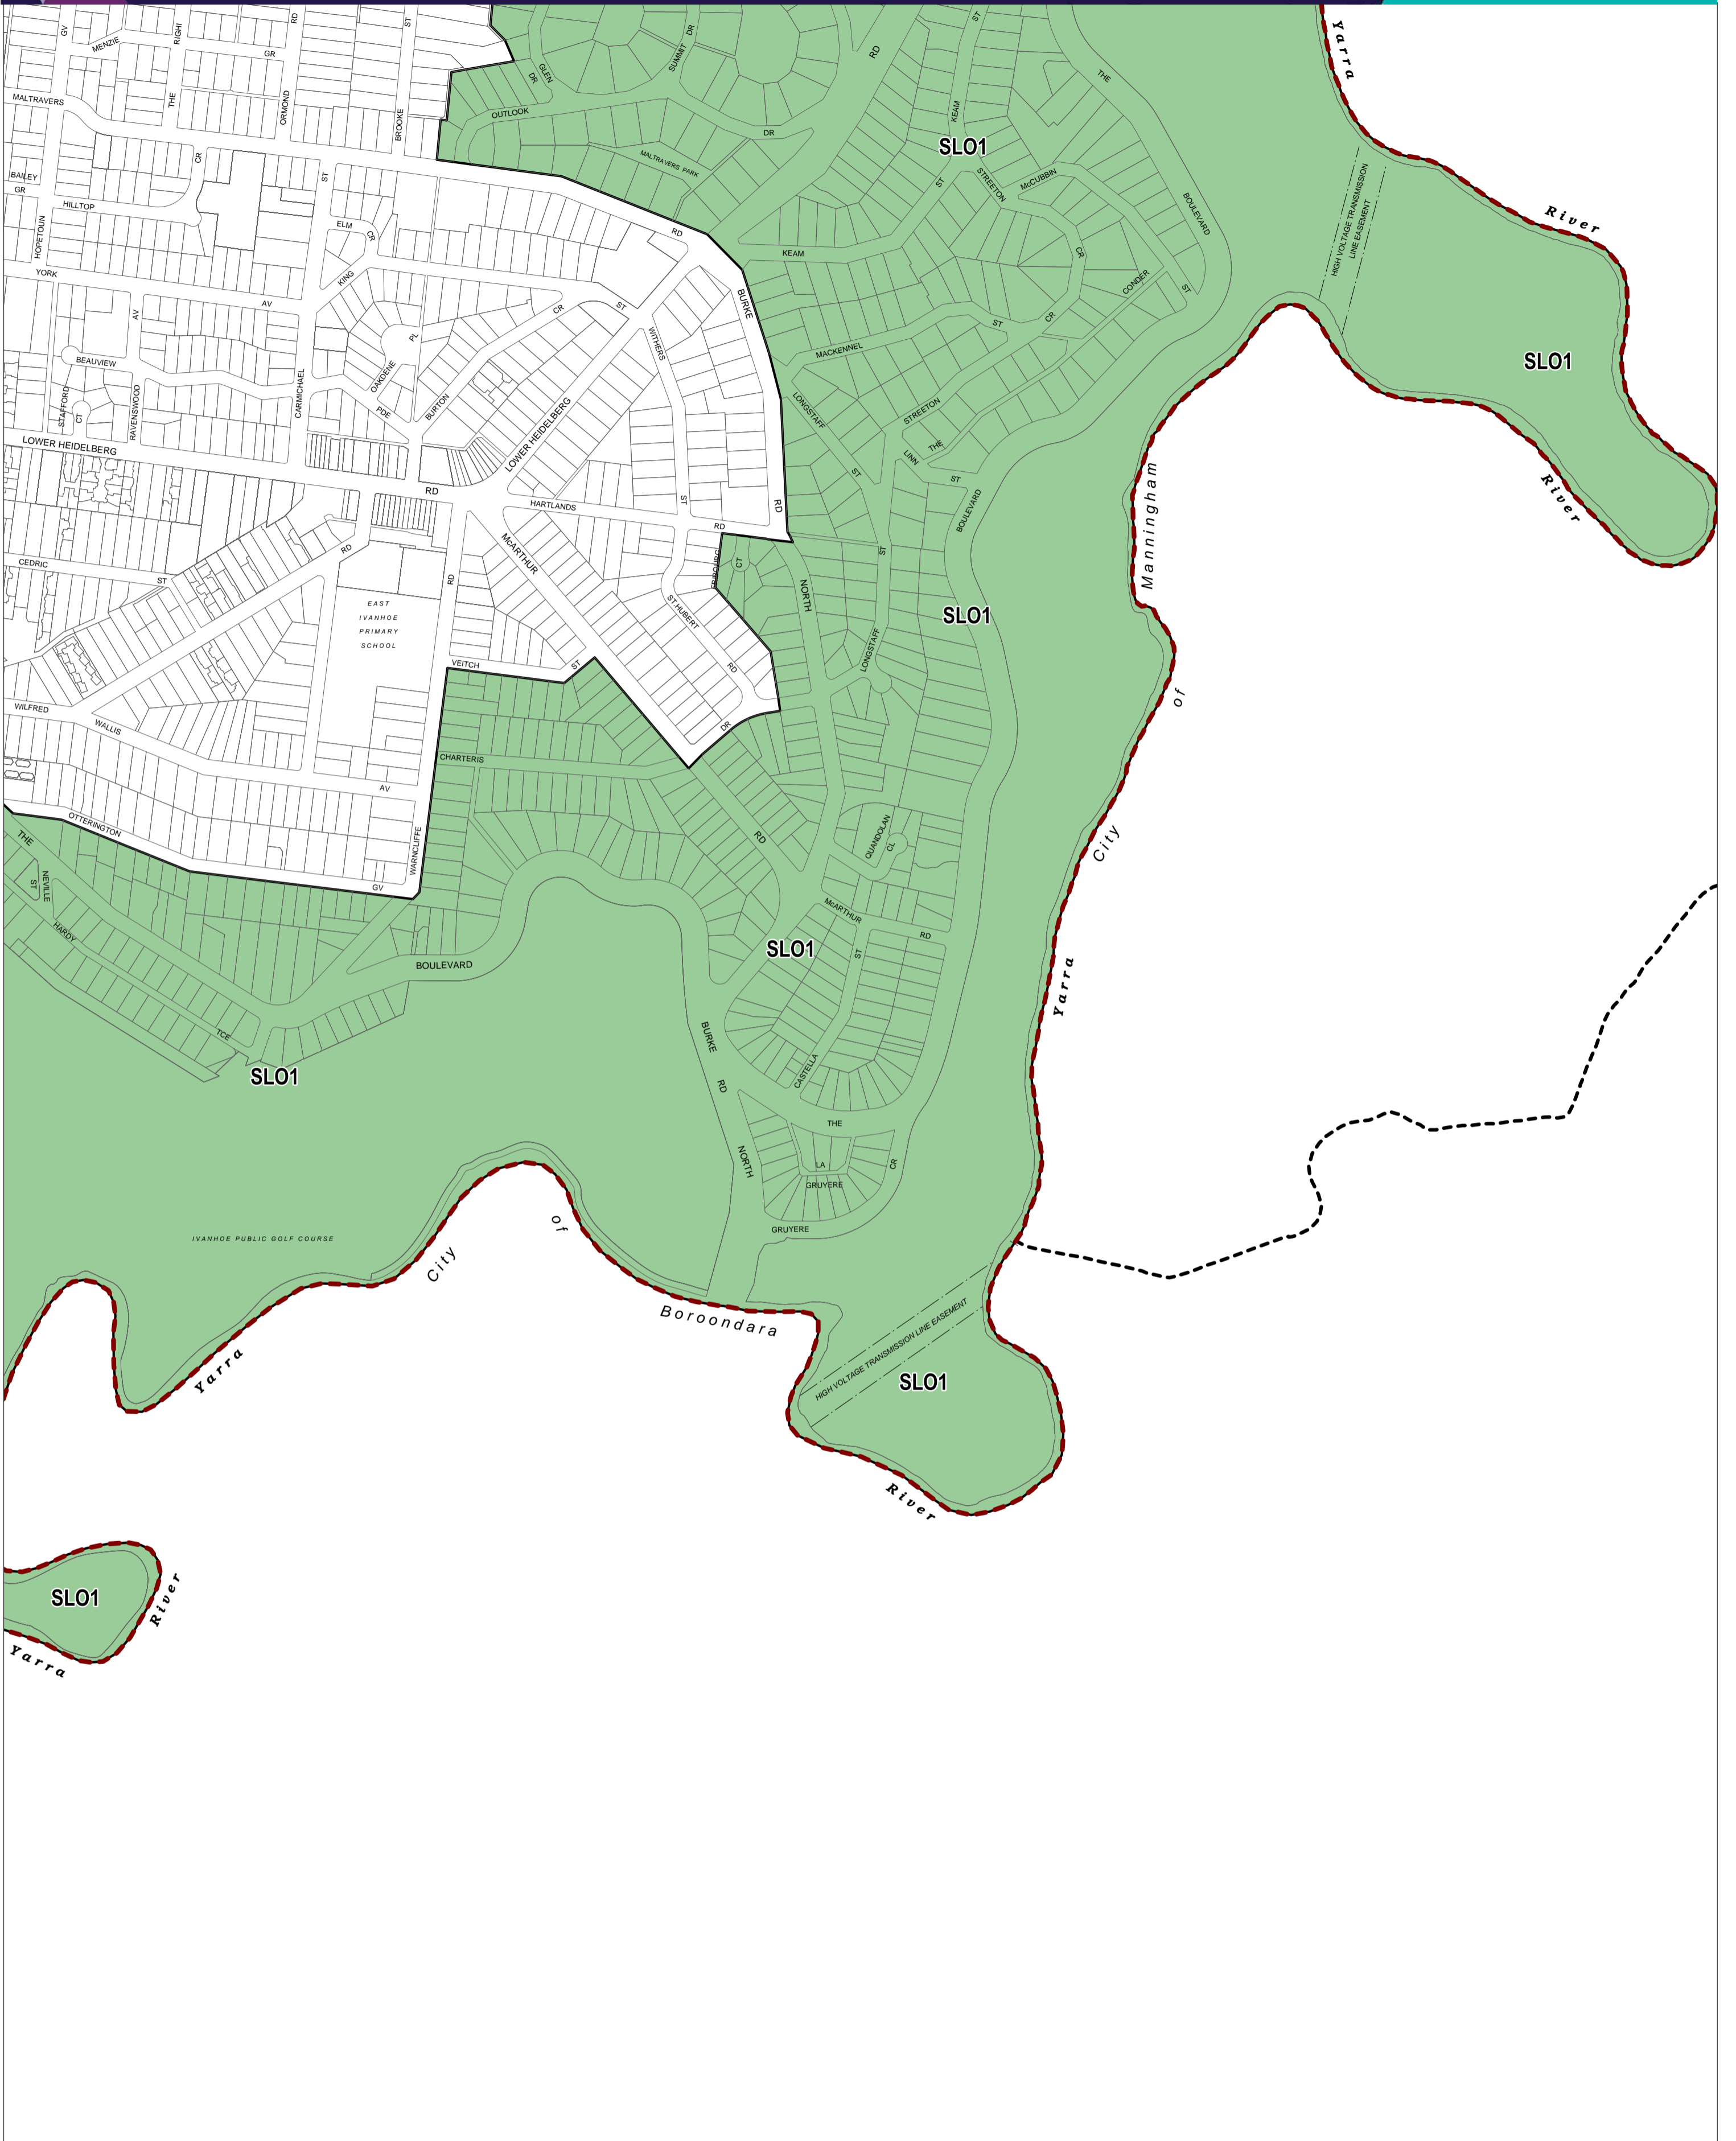 GV
RIGHI
RD
ST
MENZIE
GR
MALTRAVERS
THE
ORMOND
BROOKE
GLEN
DR
SUMMIT
DR
RD
ST
THE
Yarra
OUTLOOK
DR
KEAM
SLO1
MALTRAVERS PARK
CR
BAILEY
GR
ST
HILLTOP
HOPETOUN
ELM
CR
RD
ST
STREETON
McCUBBIN
BOULEVARD
HIGH VOLTAGE TRANSMISSION
LINE EASEMENT
River
KEAM
CR
YORK
AV
KING
AV
CONDER
ST
CR
ST
BURKE
PL
WITHERS
ST
CR
MACKENNEL
BEAUVIEW
SLO1
OAKDENE
STAFFORD
CT
RAVENSWOOD
CARMICHAEL
PDE
BURTON
LOWER HEIDELBERG
LONGSTAFF
STREETON
THE
LOWER HEIDELBERG
LINN
ST
ST
RD
HARTLANDS
ST
RD
RD
BOULEVARD
River
Manningham
CEDRIC
ST
RD
RD
McARTHUR
CT
ST
NORTH
EAST
IVANHOE
PRIMARY
SCHOOL
ST HUBERT
SLO1
LONGSTAFF
VEITCH
ST
RD
of
WILFRED
WALLIS
DR
CHARTERIS
AV
OTTERINGTON
THE
WARNCLIFFE
RD
QUANDOLAN
CL
City
GV
NEVILLE
ST
HARDY
McARTHUR
RD
SLO1
ST
BOULEVARD
Yarra
TCE
BURKE
SLO1
CASTELLA
RD
THE
NORTH
LA
CR
GRUYERE
GRUYERE
IVANHOE PUBLIC GOLF COURSE
of
City
Boroondara
HIGH VOLTAGE TRANSMISSION LINE EASEMENT
Yarra
SLO1
River
SLO1
River
Yarra